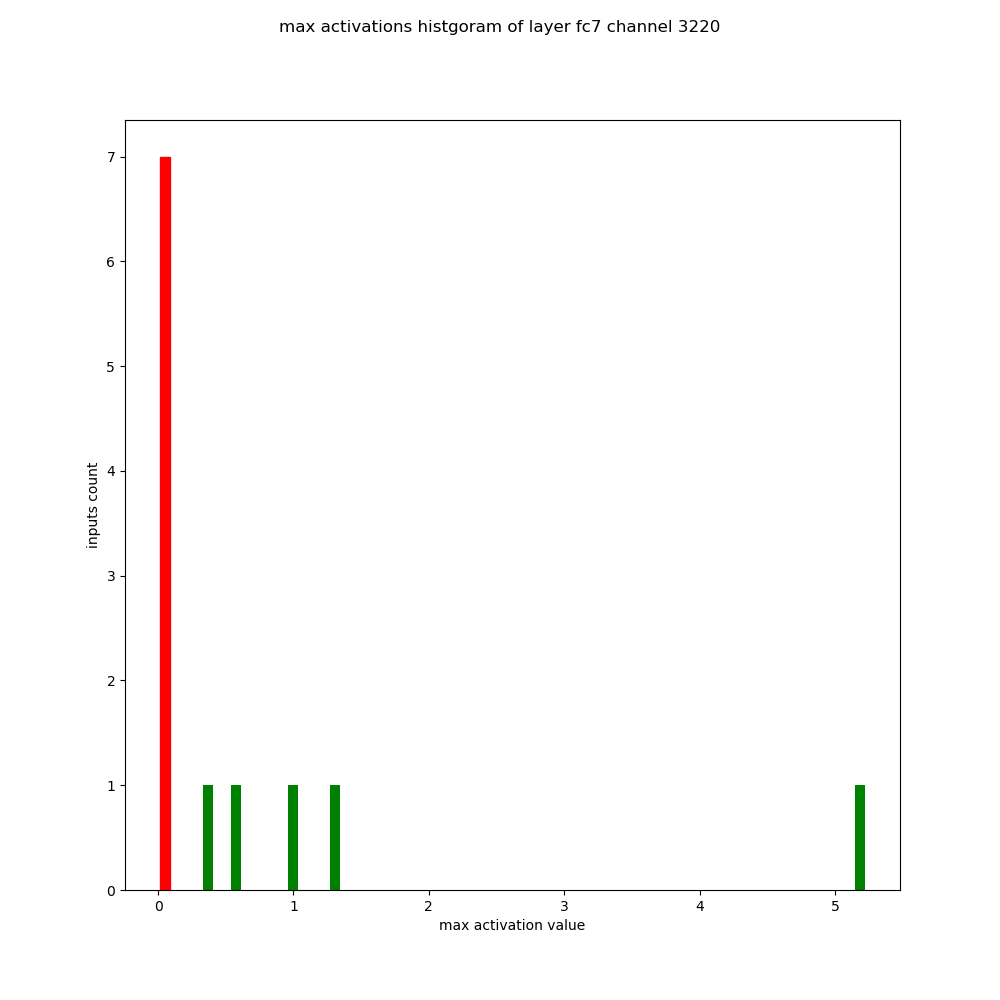 max activations histgoram of layer fc7 channel 3220
7
6
5
4
3
2
1
0
inputs count
0 1 2 3 4 5
max activation value